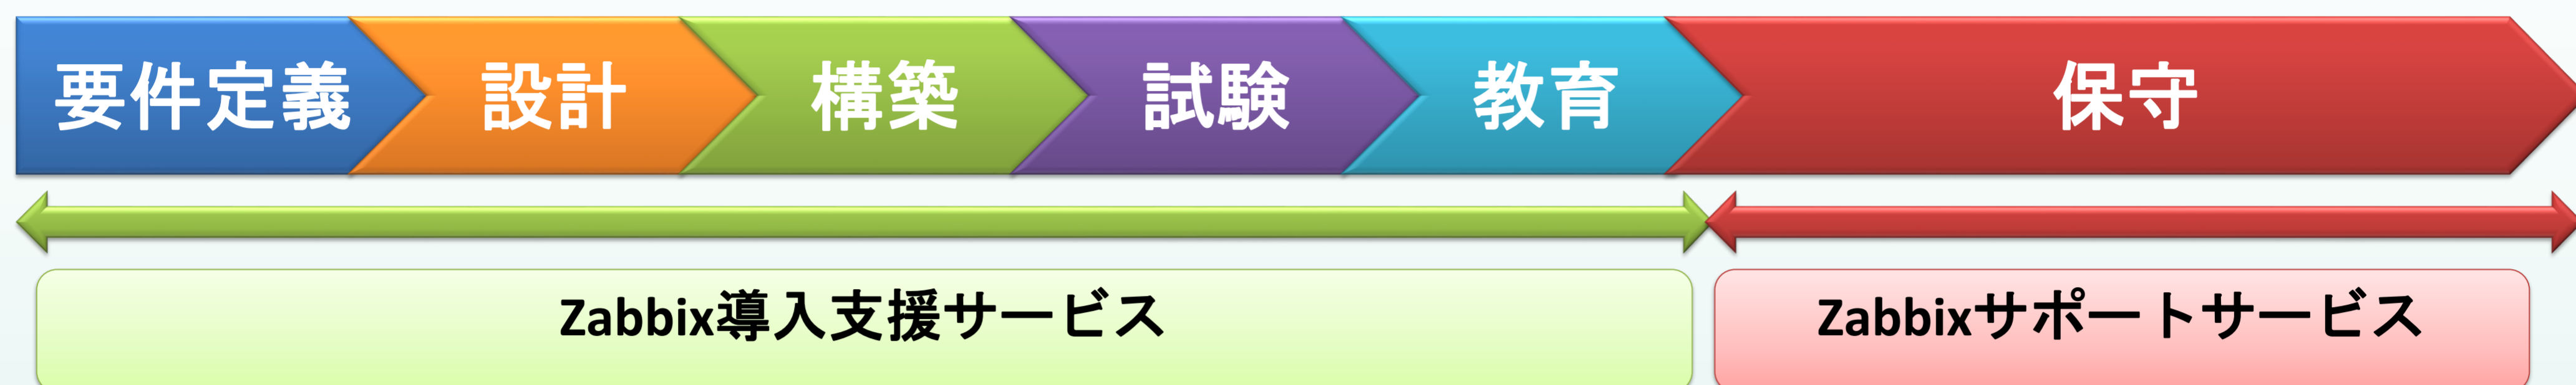 要件定義
設計
構築
試験
教育
保守
Zabbix導入支援サービス
Zabbixサポートサービス